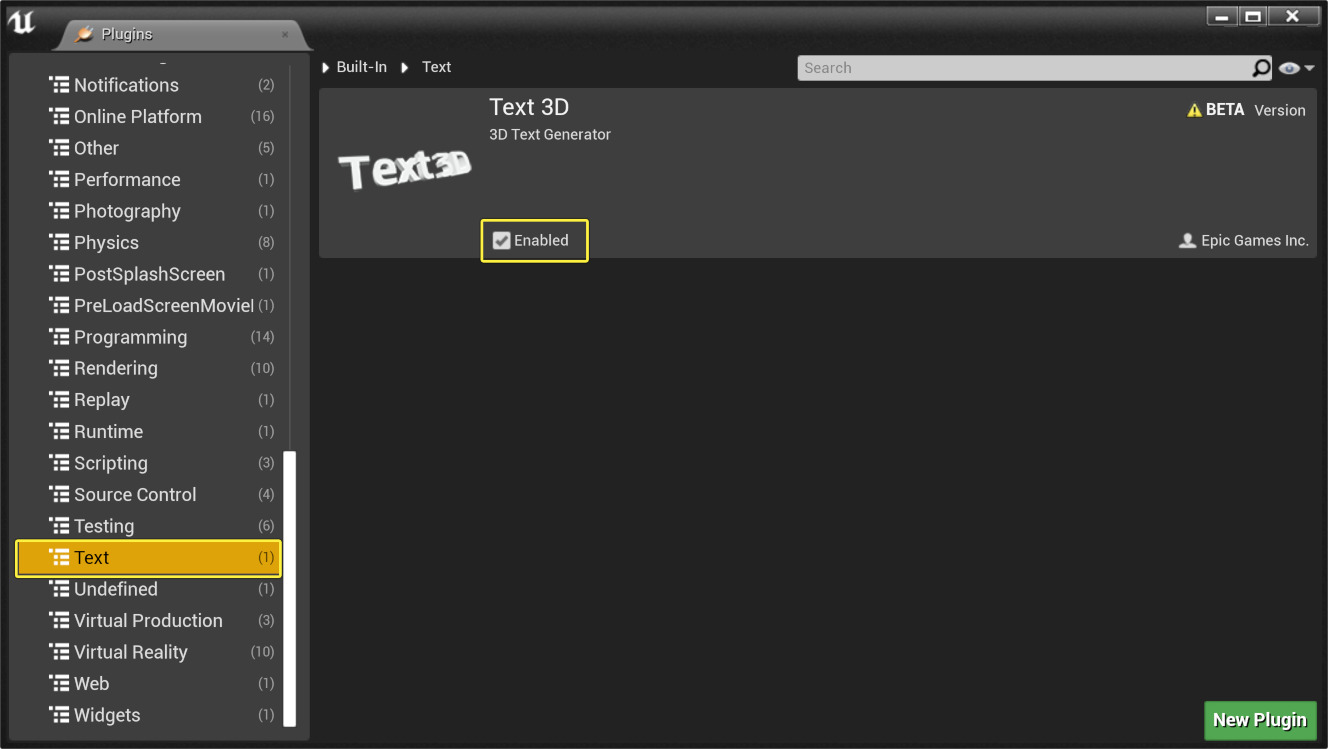 Plugins
Notifications (2)
Online Platform (16)
Other (5)
Performance (1)
Photography (1)
Physics (8)
PostSplashScreen (1)
PreLoadScreenMovieI (1)
Programming (14)
Rendering (10)
Replay (1)
Runtime (1)
Scripting (3)
Source Control (4)
Testing (6)
Text (1)
Undefined (1)
Virtual Production (3)
Virtual Reality (10)
Web (1)
Widgets (1)
Built-In Text
Search
Text 3D
BETA Version
3D Text Generator
Text3D
Enabled
Epic Games Inc.
New Plugin